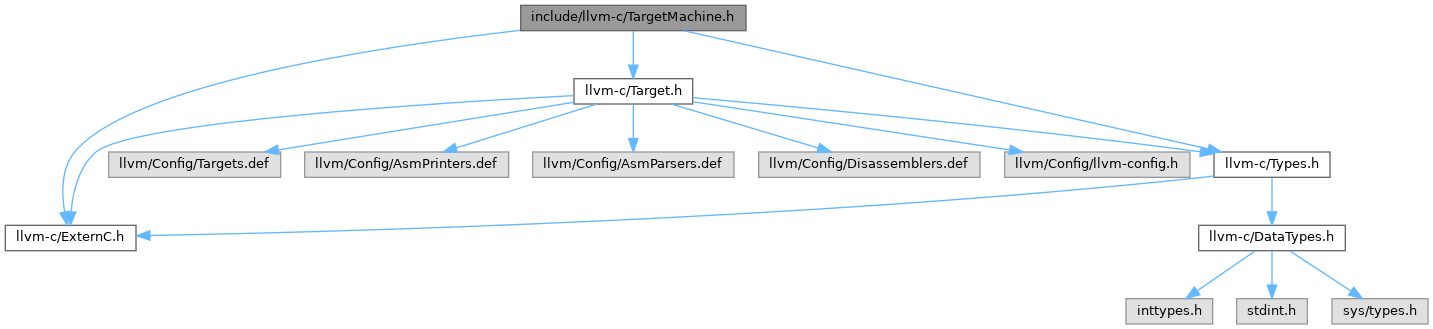 include/llvm-c/TargetMachine.h
llvm-c/Target.h
llvm/Config/Targets.def
llvm/Config/AsmPrinters.def
llvm/Config/AsmParsers.def
llvm/Config/Disassemblers.def
llvm/Config/llvm-config.h
llvm-c/Types.h
llvm-c/ExternC.h
llvm-c/DataTypes.h
inttypes.h
stdint.h
sys/types.h